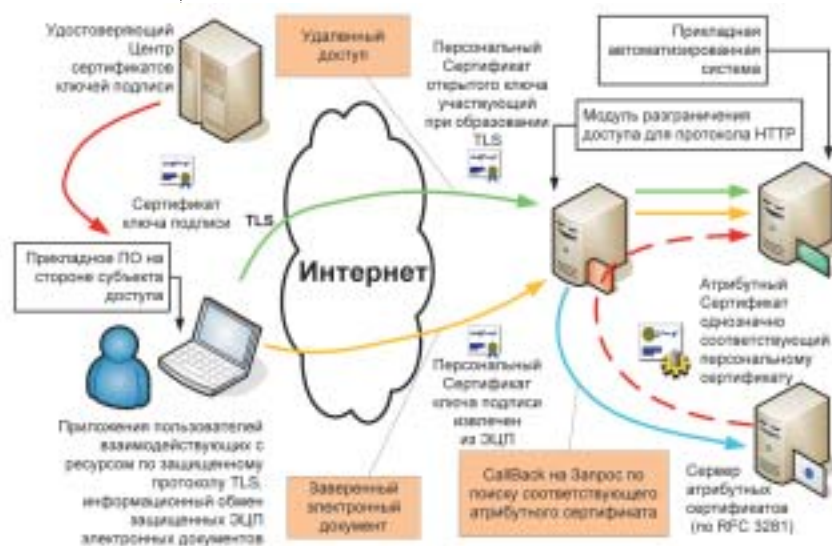 Удостоверяющий
Центр
сертификатов
ключей подписи
Удаленный
доступ
Персональный
Сертификат
открытого ключа
участвующий
при образовании
TLS
Прикладная
автоматизированная
система
Модуль разграничения
доступа для протокола HTTP
Сертификат
ключа подписи
TLS
Прикладное ПО на
стороне субъекта
доступа
Интернет
Атрибутный
Сертификат
однозначно
соответствующий
персональному
сертификату
Персональный
Сертификат
ключа подписи
извлечен
из ЭЦП
Приложения пользователей
взаимодействующих с
ресурсом по защищенному
протоколу TLS,
информационный обмен
защищенных ЭЦП
электронных документов
Заверенный
электронный
документ
CallBack на Запрос по
поиску соответствующего
атрибутного сертификата
Сервер
атрибутных
сертификатов
(по RFC 3281)